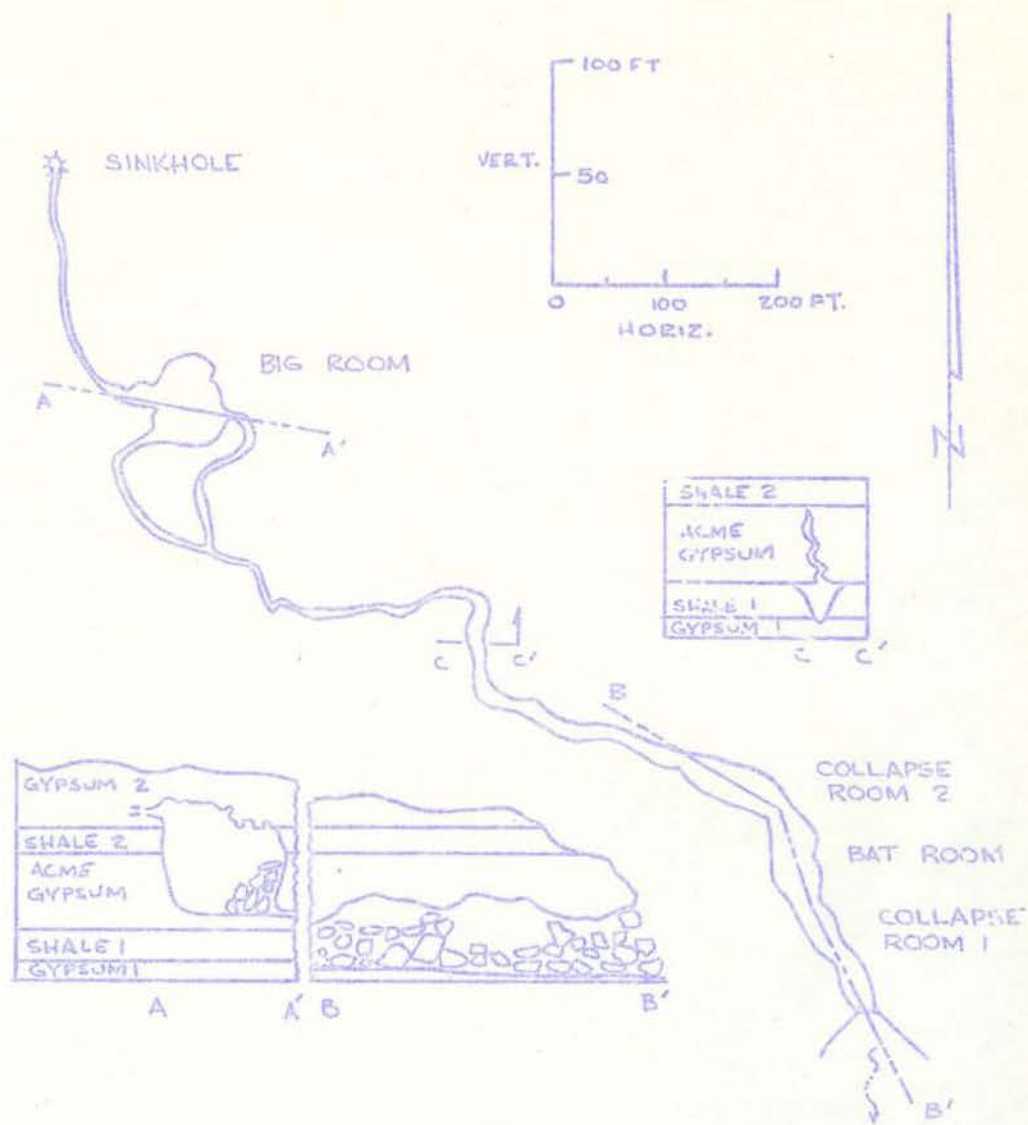 100 FT
VERT.
50
0 100 200 FT.
HORIZ.
SINKHOLE
BIG ROOM
A
A'
N
SHALE 2
ACME
GYPSUM
SHALE 1
GYPSUM 1
C C'
C C'
B
COLLAPSE
ROOM 2
BAT ROOM
COLLAPSE
ROOM 1
B'
GYPSUM 2
SHALE 2
ACME
GYPSUM
SHALE 1
GYPSUM 1
A A' B B'